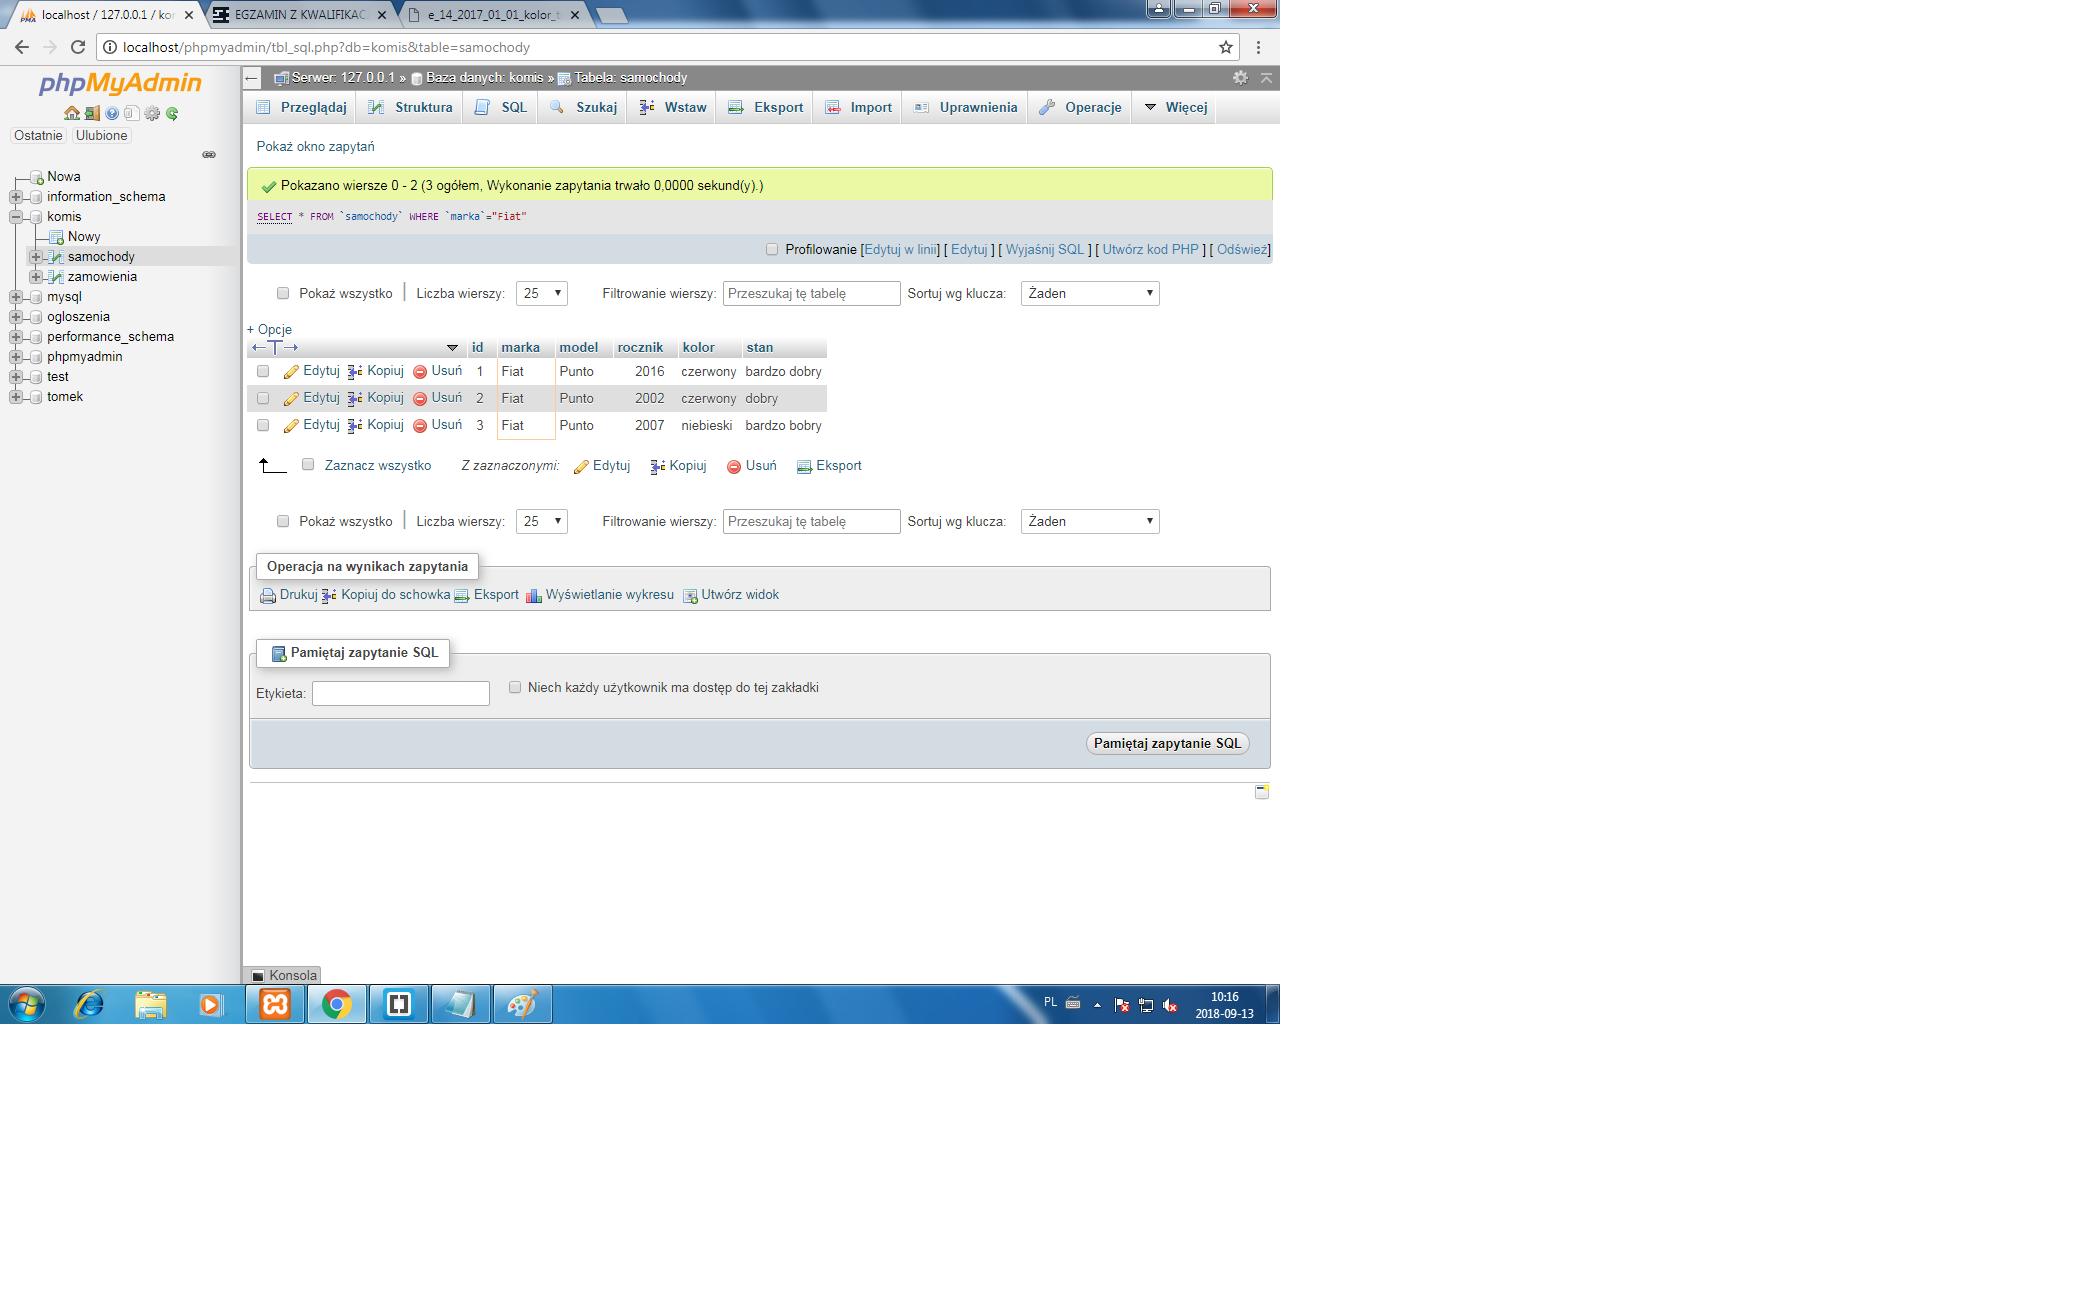 localhost / 127.0.0.1 / kor
EGZAMIN Z KWALIFIKAC
e_14_2017_01_01_kolor_t
localhost/phpmyadmin/tbl_sql.php?db=komis&table=samochody
phpMyAdmin
Ostatnie Ulubione
Nowa
information_schema
komis
Nowy
samochody
zamowienia
mysql
ogloszenia
performance_schema
phpmyadmin
test
tomek
Serwer: 127.0.0.1 » Baza danych: komis » Tabela: samochody
Przeglądaj Struktura SQL Szukaj Wstaw Eksport Import Uprawnienia Operacje Więcej
Pokaż okno zapytań
Pokazano wiersze 0 - 2 (3 ogółem, Wykonanie zapytania trwało 0,0000 sekund(y).)
SELECT * FROM `samochody` WHERE `marka`="Fiat"
Profilowanie [Edytuj w linii] [ Edytuj ] [ Wyjaśnij SQL ] [ Utwórz kod PHP ] [ Odśwież]
Pokaż wszystko Liczba wierszy: 25 Filtrowanie wierszy: Przeszukaj tę tabelę Sortuj wg klucza: Żaden
+ Opcje
id marka model rocznik kolor stan
Edytuj Kopiuj Usuń 1 Fiat Punto 2016 czerwony bardzo dobry
Edytuj Kopiuj Usuń 2 Fiat Punto 2002 czerwony dobry
Edytuj Kopiuj Usuń 3 Fiat Punto 2007 niebieski bardzo bobry
Zaznacz wszystko Z zaznaczonymi: Edytuj Kopiuj Usuń Eksport
Pokaż wszystko Liczba wierszy: 25 Filtrowanie wierszy: Przeszukaj tę tabelę Sortuj wg klucza: Żaden
Operacja na wynikach zapytania
Drukuj Kopiuj do schowka Eksport Wyświetlanie wykresu Utwórz widok
Pamiętaj zapytanie SQL
Etykieta: Niech każdy użytkownik ma dostęp do tej zakładki
Pamiętaj zapytanie SQL
Konsola
PL
10:16
2018-09-13